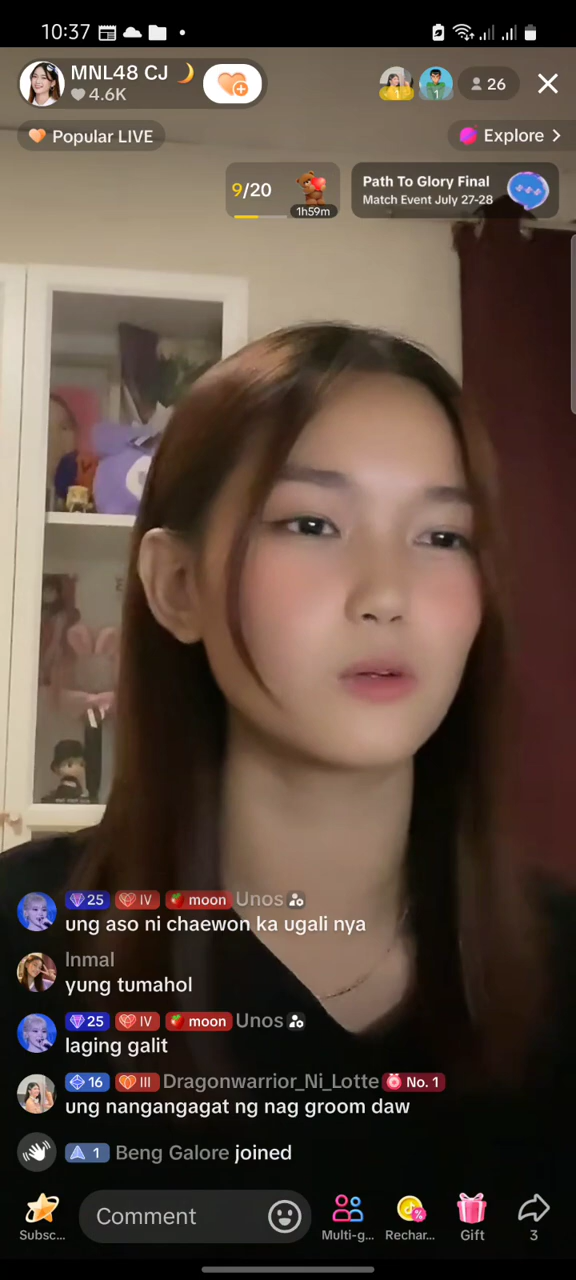 10:37
MNL48 CJ 🌙
4.6K
1
1
26
Popular LIVE
Explore
9/20
1h59m
Path To Glory Final
Match Event July 27-28
25 IV moon Unos
ung aso ni chaewon ka ugali nya
Inmal
yung tumahol
25 IV moon Unos
laging galit
16 III Dragonwarrior_Ni_Lotte No. 1
ung nangangagat ng nag groom daw
1 Beng Galore joined
Comment
Subsc...
Multi-g...
Rechar...
Gift
3